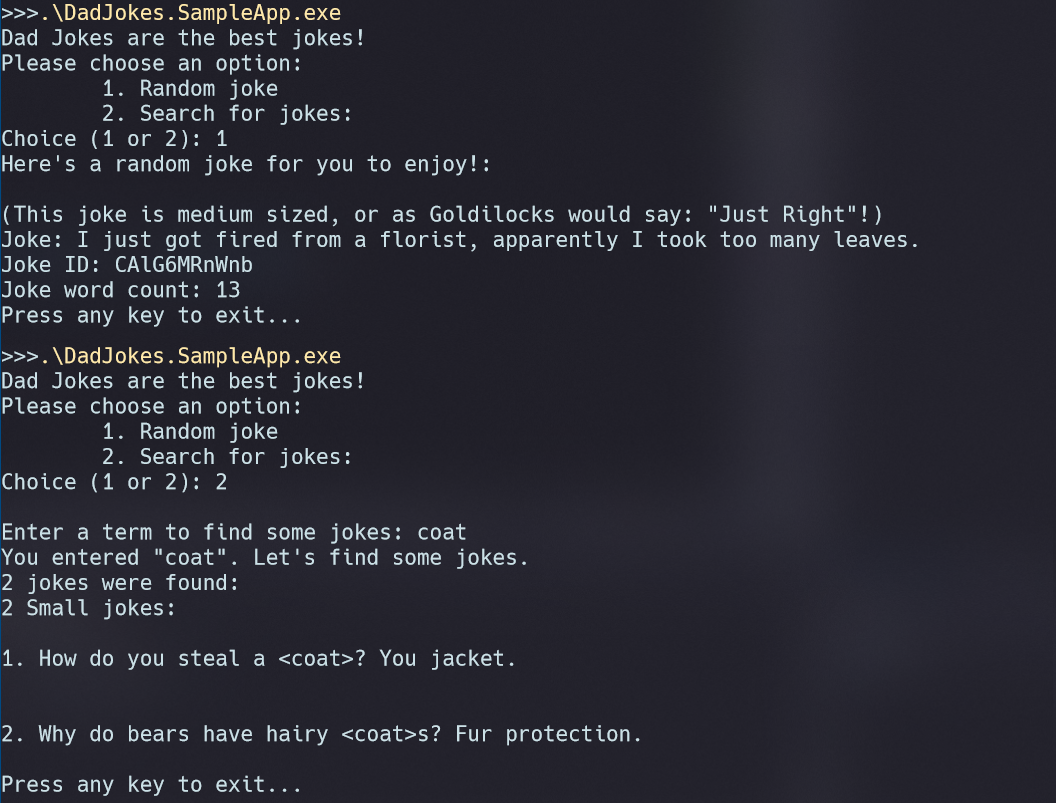 >>>.\DadJokes.SampleApp.exe
Dad Jokes are the best jokes!
Please choose an option:
        1. Random joke
        2. Search for jokes:
Choice (1 or 2): 1
Here's a random joke for you to enjoy!:

(This joke is medium sized, or as Goldilocks would say: "Just Right"!)
Joke: I just got fired from a florist, apparently I took too many leaves.
Joke ID: CAlG6MRnWnb
Joke word count: 13
Press any key to exit...

>>>.\DadJokes.SampleApp.exe
Dad Jokes are the best jokes!
Please choose an option:
        1. Random joke
        2. Search for jokes:
Choice (1 or 2): 2

Enter a term to find some jokes: coat
You entered "coat". Let's find some jokes.
2 jokes were found:
2 Small jokes:

1. How do you steal a <coat>? You jacket.


2. Why do bears have hairy <coat>s? Fur protection.

Press any key to exit...